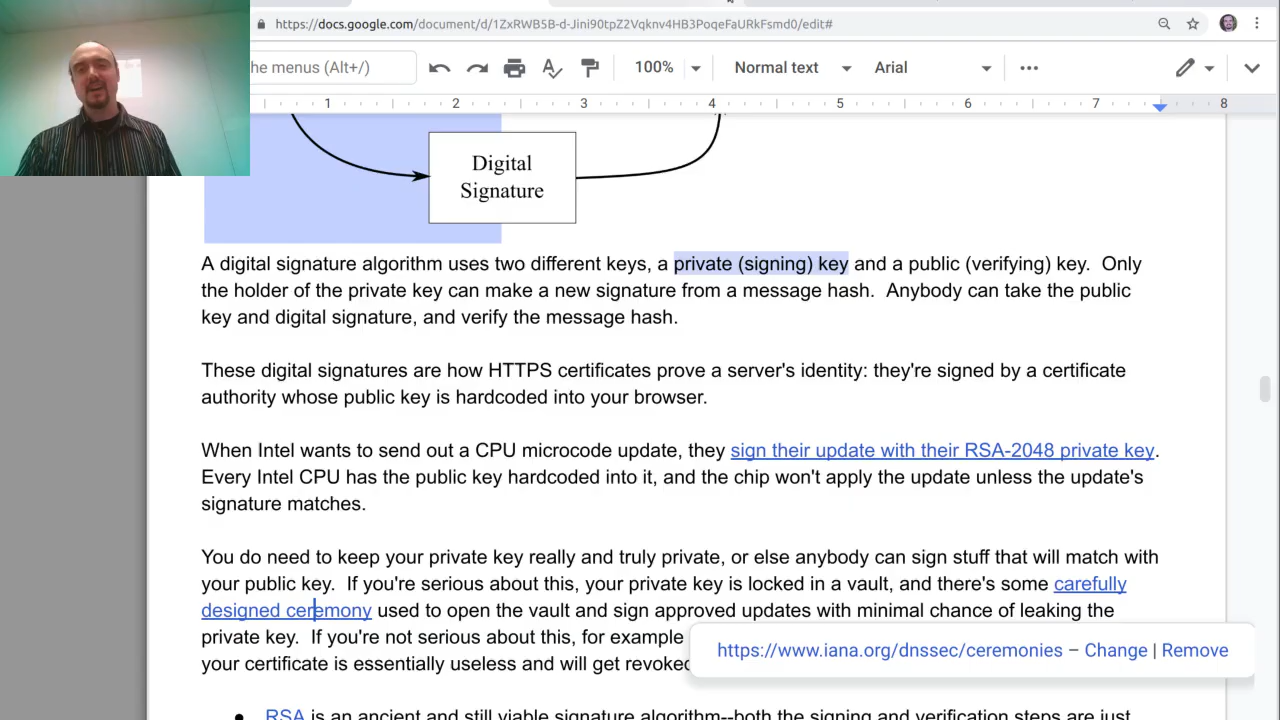 https://docs.google.com/document/d/1ZxRWB5B-d-Jini90tpZ2Vqknv4HB3PoqeFaURkFsmd0/edit#
he menus (Alt+/) 100% Normal text Arial
1 2 3 4 5 6 7 8
Digital
Signature
A digital signature algorithm uses two different keys, a private (signing) key and a public (verifying) key.  Only
the holder of the private key can make a new signature from a message hash.  Anybody can take the public
key and digital signature, and verify the message hash.
These digital signatures are how HTTPS certificates prove a server's identity: they're signed by a certificate
authority whose public key is hardcoded into your browser.
When Intel wants to send out a CPU microcode update, they sign their update with their RSA-2048 private key.
Every Intel CPU has the public key hardcoded into it, and the chip won't apply the update unless the update's
signature matches.
You do need to keep your private key really and truly private, or else anybody can sign stuff that will match with
your public key.  If you're serious about this, your private key is locked in a vault, and there's some carefully
designed ceremony used to open the vault and sign approved updates with minimal chance of leaking the
private key.  If you're not serious about this, for example
https://www.iana.org/dnssec/ceremonies – Change | Remove
your certificate is essentially useless and will get revoked
RSA is an ancient and still viable signature algorithm--both the signing and verification steps are just